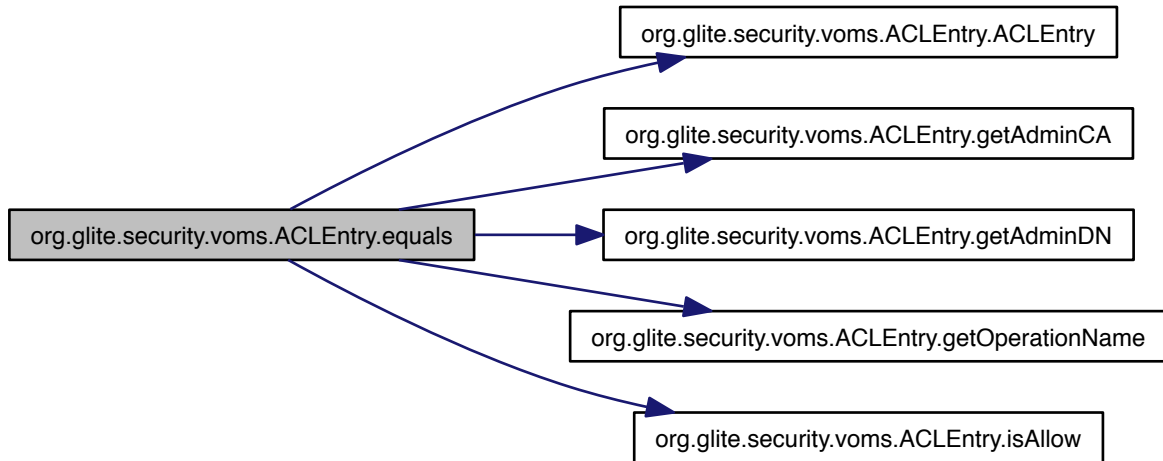 org.glite.security.voms.ACLEntry.ACLEntry
org.glite.security.voms.ACLEntry.getAdminCA
org.glite.security.voms.ACLEntry.equals
org.glite.security.voms.ACLEntry.getAdminDN
org.glite.security.voms.ACLEntry.getOperationName
org.glite.security.voms.ACLEntry.isAllow